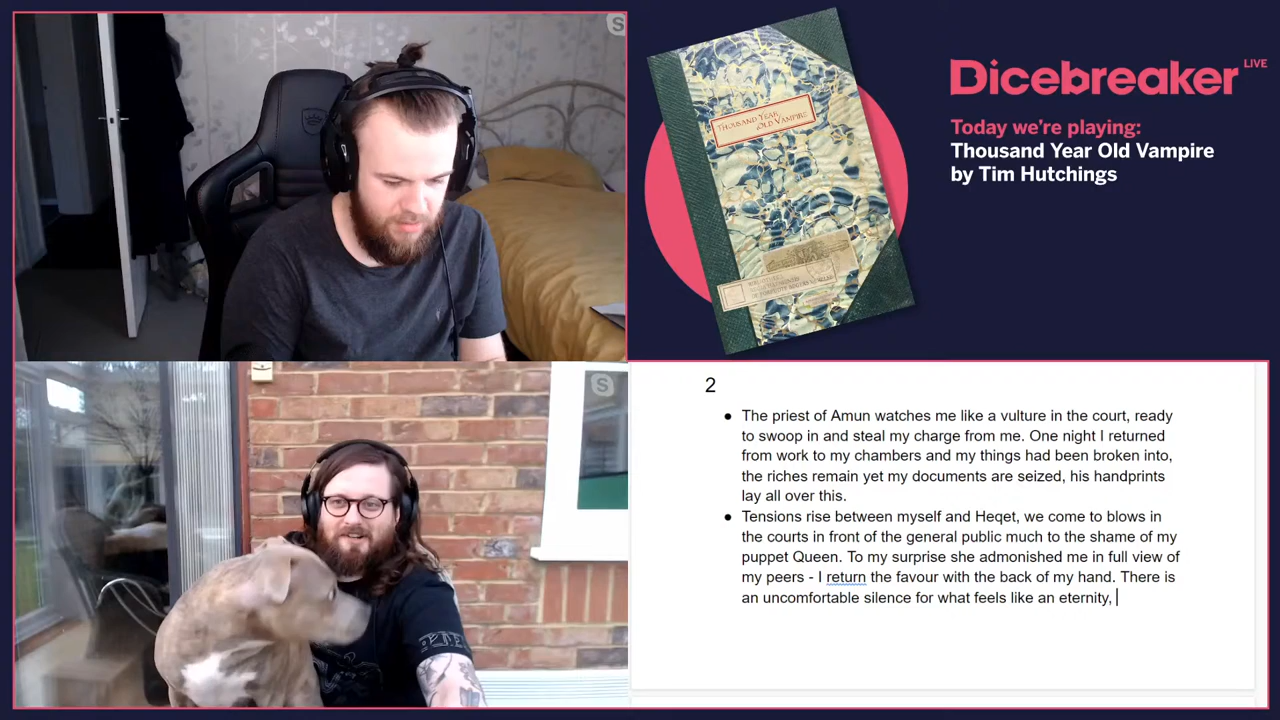 Dicebreaker LIVE
Today we're playing:
Thousand Year Old Vampire
by Tim Hutchings
THOUSAND YEAR
OLD VAMPIRE
2
● The priest of Amun watches me like a vulture in the court, ready
to swoop in and steal my charge from me. One night I returned
from work to my chambers and my things had been broken into,
the riches remain yet my documents are seized, his handprints
lay all over this.
● Tensions rise between myself and Heqet, we come to blows in
the courts in front of the general public much to the shame of my
puppet Queen. To my surprise she admonished me in full view of
my peers - I return the favour with the back of my hand. There is
an uncomfortable silence for what feels like an eternity,